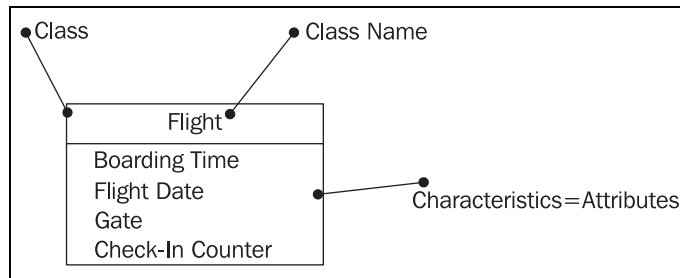 Class
Class Name
Flight
Boarding Time
Flight Date
Gate
Check-In Counter
Characteristics=Attributes